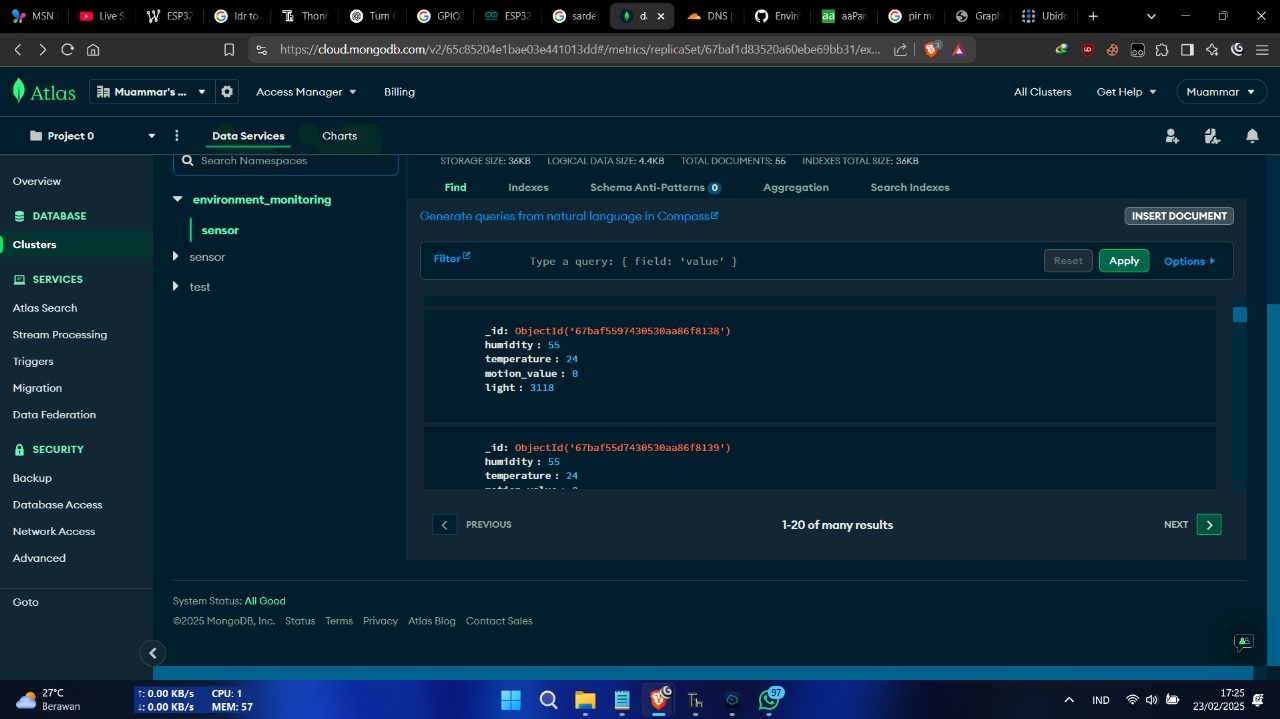 MSN
Live S
ESP32
Idr to
Thonn
Turn
GPIO
ESP32
sarder
da
DNS |
Enviro
aaPan
pir m
Graph
Ubido
https://cloud.mongodb.com/v2/65c85204e1bae03e441013dd#/metrics/replicaSet/67baf1d83520a60ebe69bb31/ex...
Atlas
Muammar's ...
Access Manager
Billing
All Clusters
Get Help
Muammar
Project 0
Data Services
Charts
Overview
DATABASE
Clusters
SERVICES
Atlas Search
Stream Processing
Triggers
Migration
Data Federation
SECURITY
Backup
Database Access
Network Access
Advanced
Goto
Search Namespaces
environment_monitoring
sensor
sensor
test
STORAGE SIZE: 36KB LOGICAL DATA SIZE: 4.4KB TOTAL DOCUMENTS: 55 INDEXES TOTAL SIZE: 36KB
Find
Indexes
Schema Anti-Patterns 0
Aggregation
Search Indexes
Generate queries from natural language in Compass
INSERT DOCUMENT
Filter
Type a query: { field: 'value' }
Reset
Apply
Options
_id: ObjectId('67baf5597430530aa86f8138')
humidity : 55
temperature : 24
motion_value : 0
light : 3118
_id: ObjectId('67baf55d7430530aa86f8139')
humidity : 55
temperature : 24
motion_value : 0
PREVIOUS
1-20 of many results
NEXT
System Status: All Good
©2025 MongoDB, Inc. Status Terms Privacy Atlas Blog Contact Sales
27°C
Berawan
↑: 0.00 KB/s CPU: 1
↓: 0.00 KB/s MEM: 57
97
IND
17:25
23/02/2025